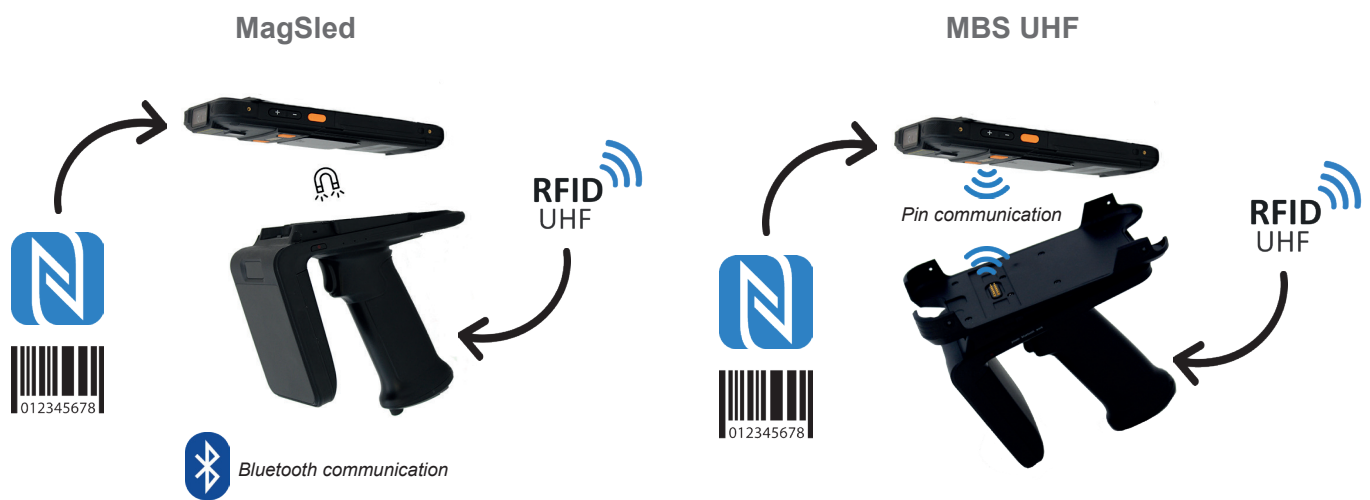 MagSled
RFID
UHF
012345678
Bluetooth communication
MBS UHF
Pin communication
RFID
UHF
012345678